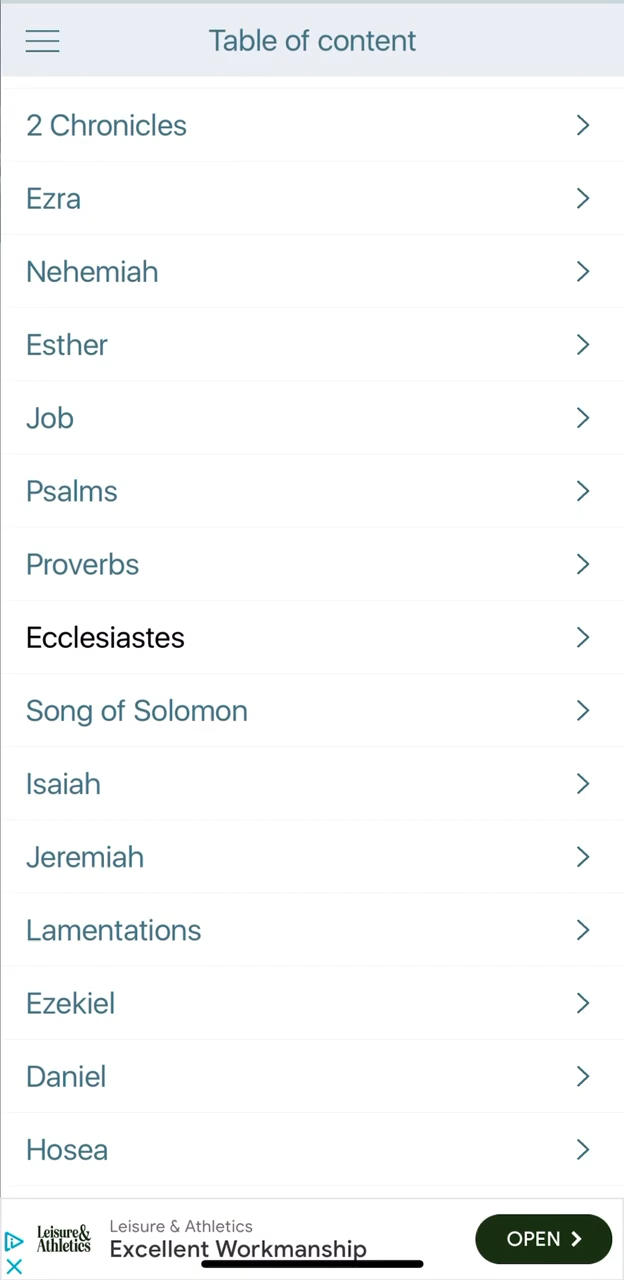 Table of content
2 Chronicles
Ezra
Nehemiah
Esther
Job
Psalms
Proverbs
Ecclesiastes
Song of Solomon
Isaiah
Jeremiah
Lamentations
Ezekiel
Daniel
Hosea
Leisure&
Athletics
Leisure & Athletics
Excellent Workmanship
OPEN